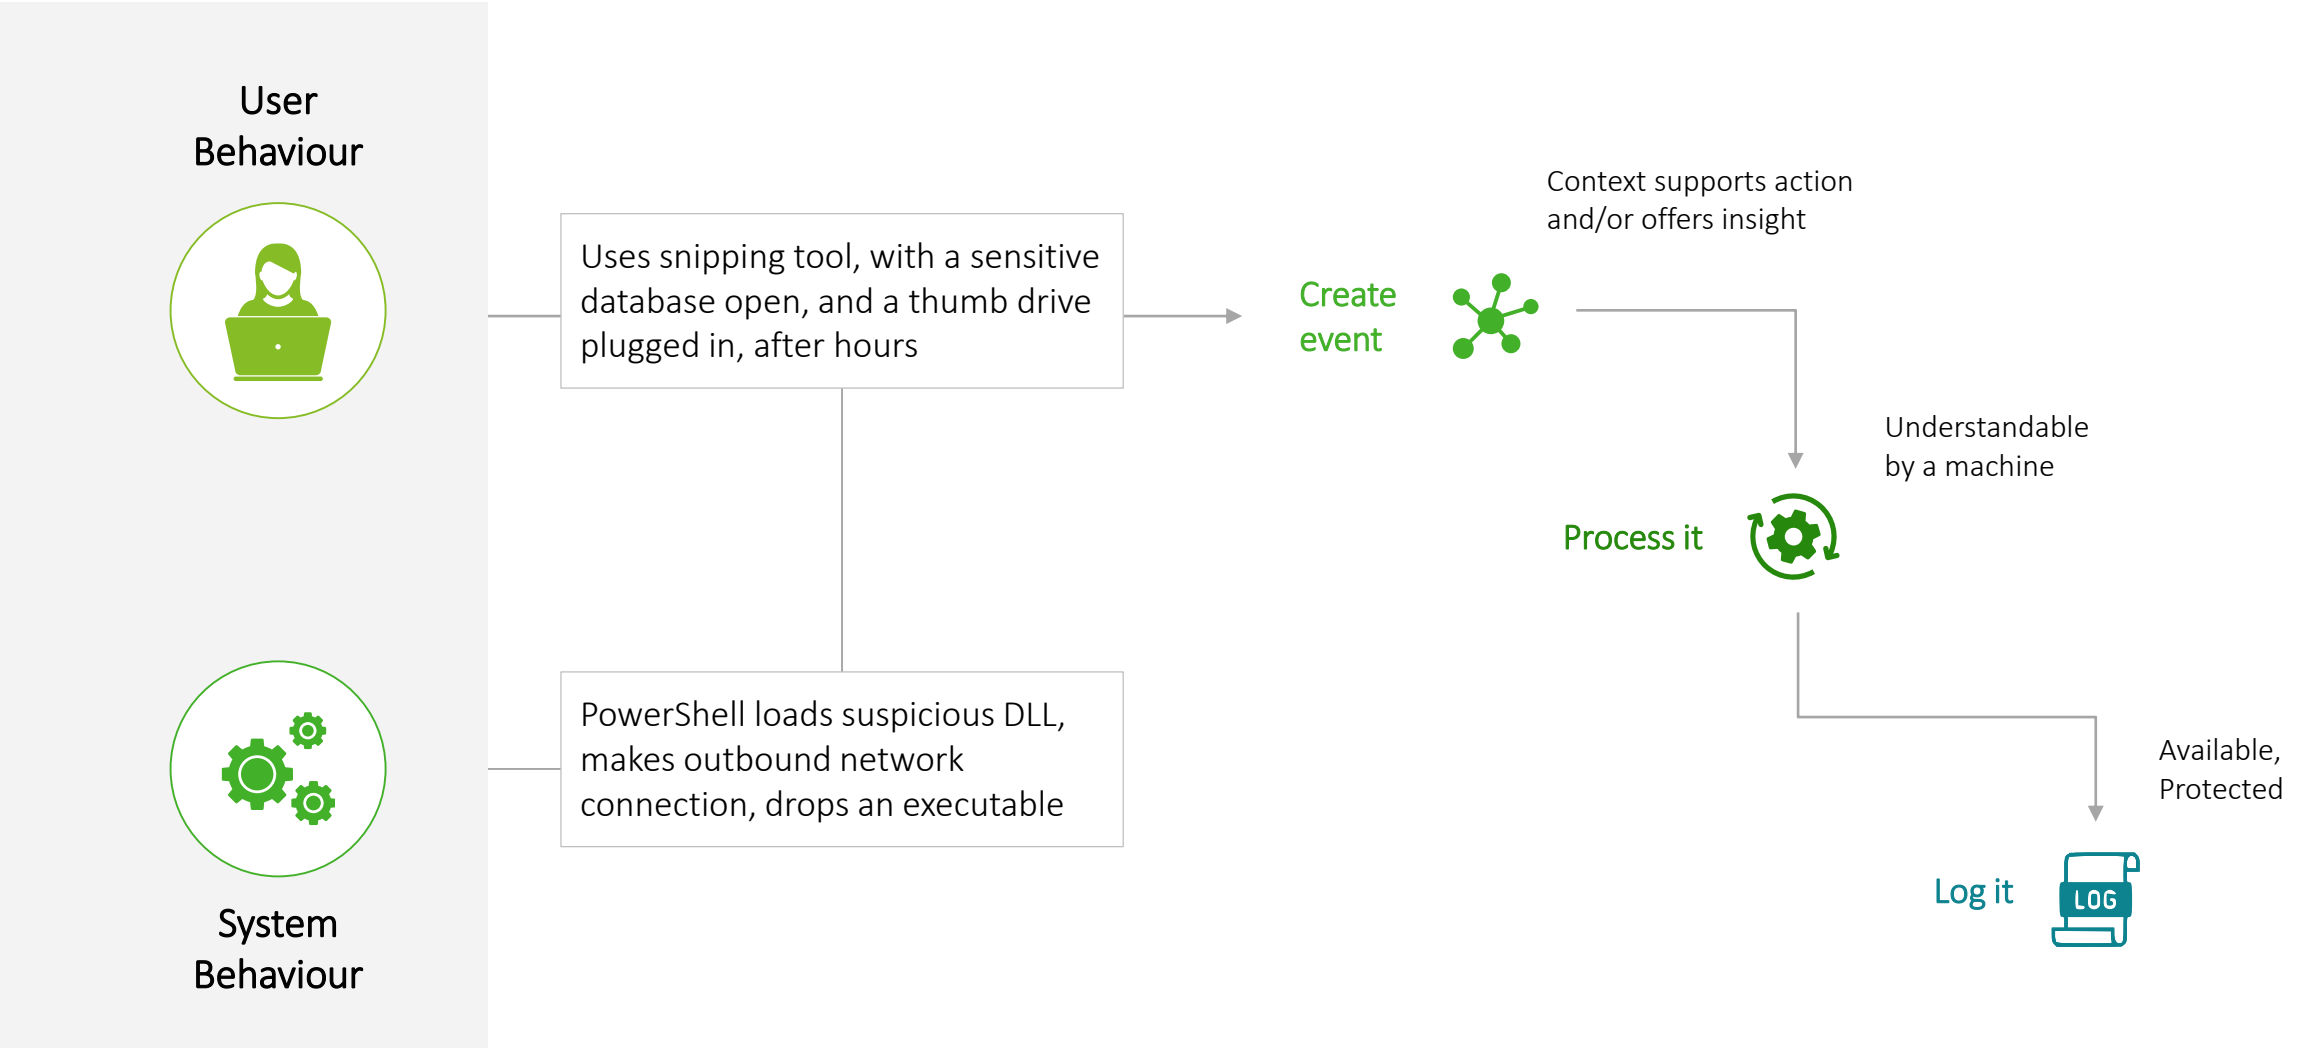 User
Behaviour
Uses snipping tool, with a sensitive
database open, and a thumb drive
plugged in, after hours
Create
event
Context supports action
and/or offers insight
Understandable
by a machine
Process it
PowerShell loads suspicious DLL,
makes outbound network
connection, drops an executable
System
Behaviour
Available,
Protected
Log it
LOG